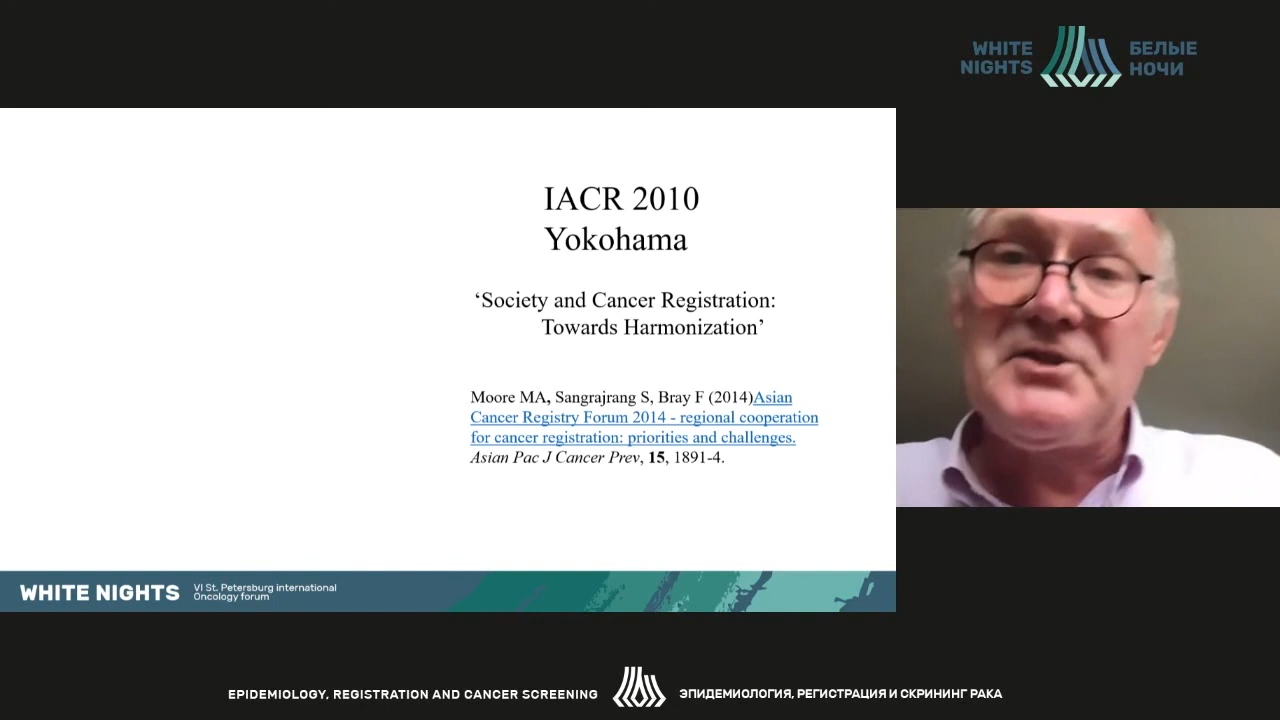 WHITE
NIGHTS
БЕЛЫЕ
НОЧИ
IACR 2010
Yokohama
‘Society and Cancer Registration:
Towards Harmonization’
Moore MA, Sangrajrang S, Bray F (2014)Asian
Cancer Registry Forum 2014 - regional cooperation
for cancer registration: priorities and challenges.
Asian Pac J Cancer Prev, 15, 1891-4.
WHITE NIGHTS
VI St. Petersburg international
Oncology forum
EPIDEMIOLOGY, REGISTRATION AND CANCER SCREENING
ЭПИДЕМИОЛОГИЯ, РЕГИСТРАЦИЯ И СКРИНИНГ РАКА